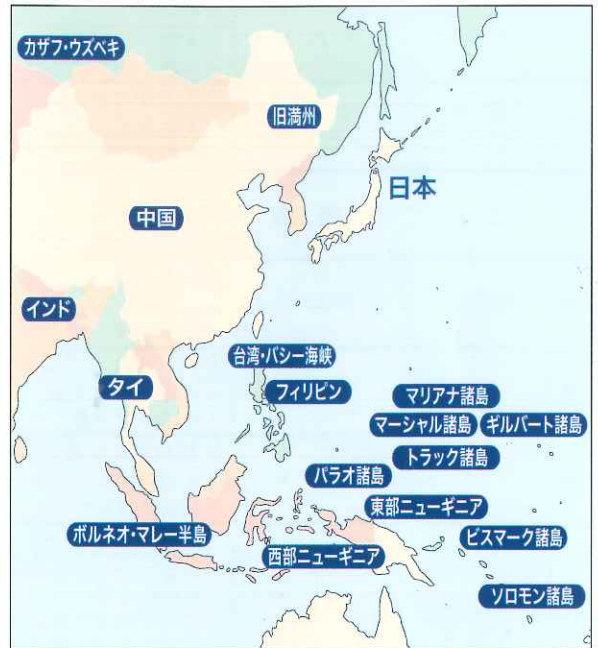 カザフ・ウズベキ
旧満州
日本
中国
インド
台湾・バシー海峡
タイ
フィリピン
マリアナ諸島
マーシャル諸島
ギルバート諸島
トラック諸島
パラオ諸島
東部ニューギニア
ボルネオ・マレー半島
西部ニューギニア
ビスマーク諸島
ソロモン諸島